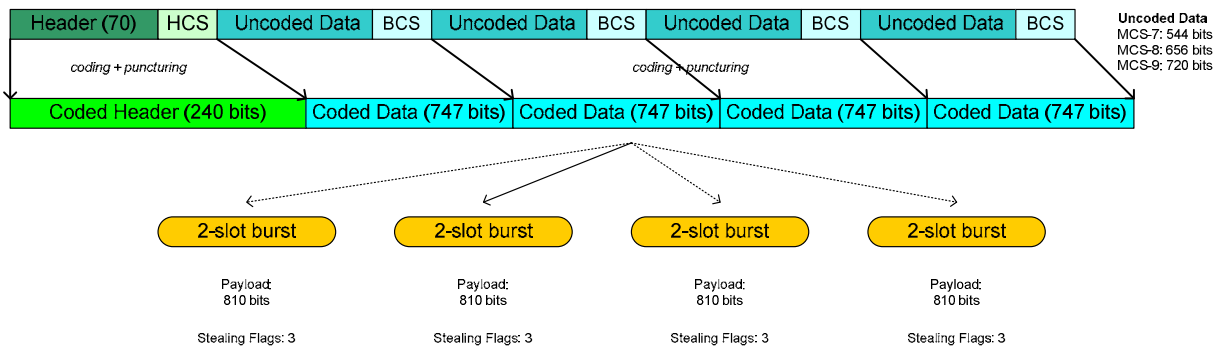 Header (70) HCS Uncoded Data BCS Uncoded Data BCS Uncoded Data BCS Uncoded Data BCS
Uncoded Data
MCS-7: 544 bits
MCS-8: 656 bits
MCS-9: 720 bits
coding + puncturing coding + puncturing
Coded Header (240 bits) Coded Data (747 bits) Coded Data (747 bits) Coded Data (747 bits) Coded Data (747 bits)
2-slot burst 2-slot burst 2-slot burst 2-slot burst
Payload: Payload: Payload: Payload:
810 bits 810 bits 810 bits 810 bits
Stealing Flags: 3 Stealing Flags: 3 Stealing Flags: 3 Stealing Flags: 3